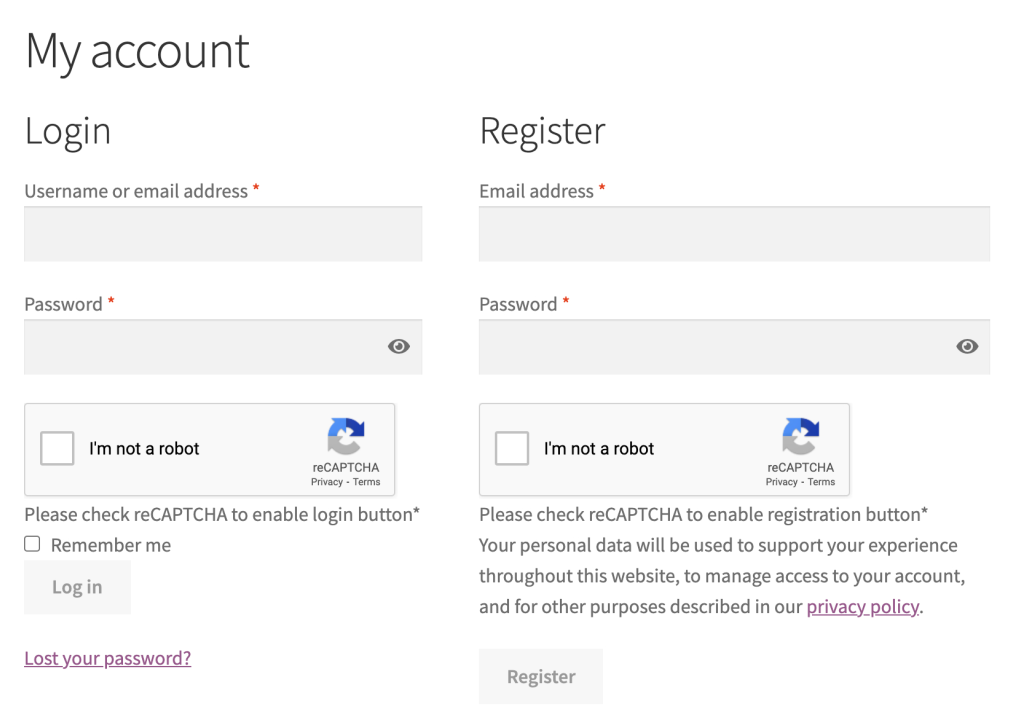 My account
Login
Username or email address *
Password *
I'm not a robot
reCAPTCHA
Privacy - Terms
Please check reCAPTCHA to enable login button*
Remember me
Log in
Lost your password?
Register
Email address *
Password *
I'm not a robot
reCAPTCHA
Privacy - Terms
Please check reCAPTCHA to enable registration button*
Your personal data will be used to support your experience
throughout this website, to manage access to your account,
and for other purposes described in our privacy policy.
Register